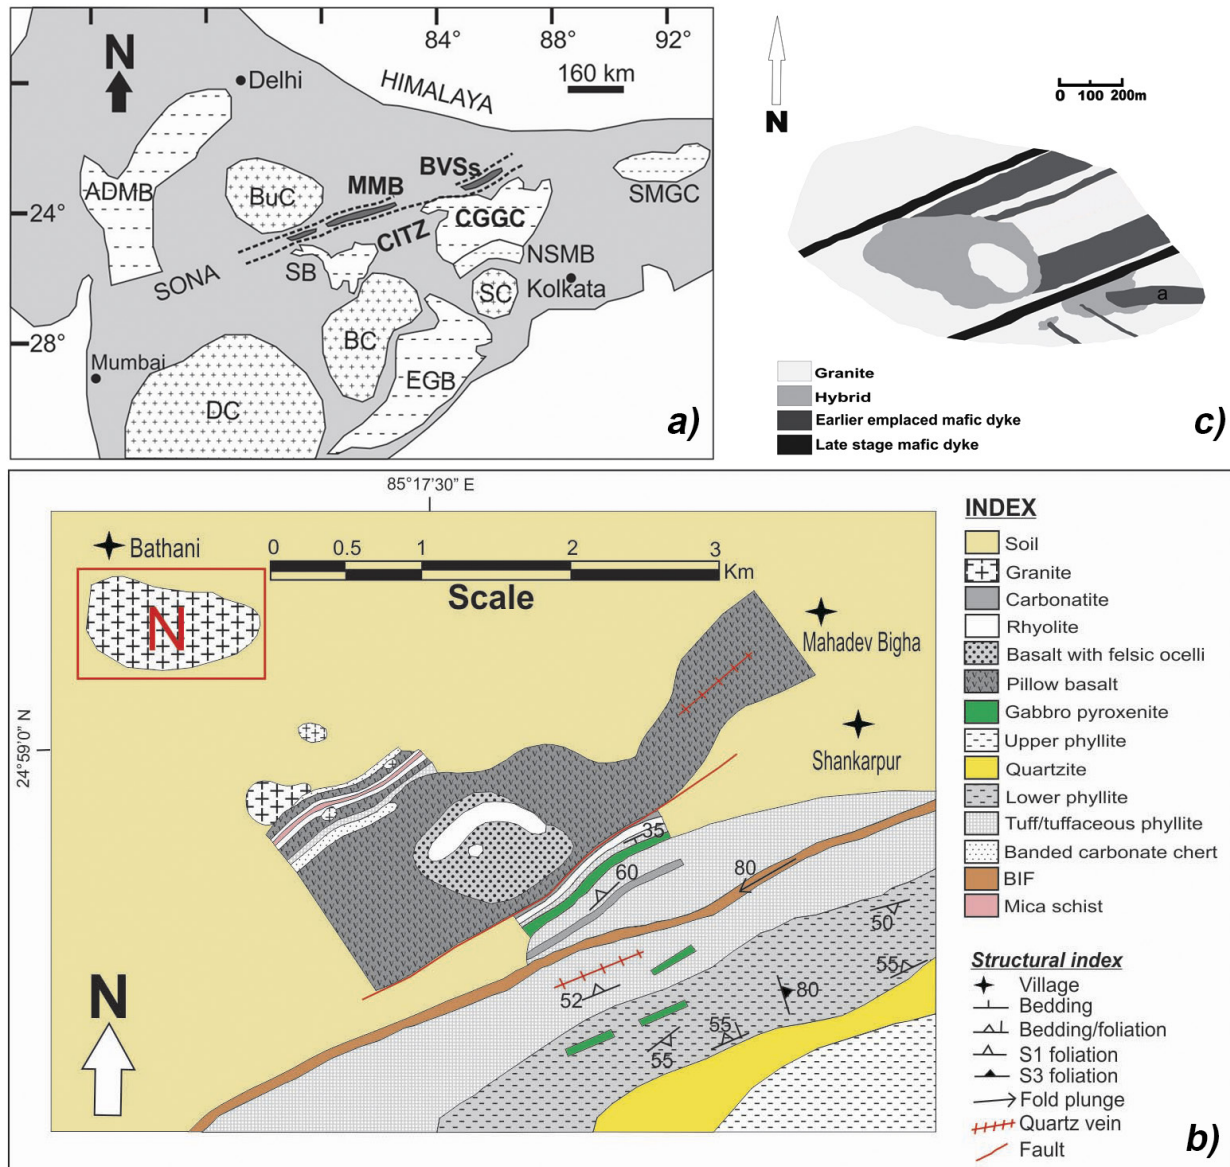 84°
88°
92°
N
160 km
Delhi
HIMALAYA
BVSs
MMB
ADMB
BuC
SMGC
24°
CGGC
CITZ
NSMB
SB
SONA
SC
Kolkata
28°
BC
Mumbai
EGB
DC
a)
N
0 100 200m
a
Granite
Hybrid
Earlier emplaced mafic dyke
Late stage mafic dyke
c)
85°17'30" E
Bathani
0 0.5 1 2 3
Km
Scale
N
Mahadev Bigha
24°59'0" N
Shankarpur
35
60
80
50
55
52
80
55
55
N
INDEX
Soil
Granite
Carbonatite
Rhyolite
Basalt with felsic ocelli
Pillow basalt
Gabbro pyroxenite
Upper phyllite
Quartzite
Lower phyllite
Tuff/tuffaceous phyllite
Banded carbonate chert
BIF
Mica schist
Structural index
Village
Bedding
Bedding/foliation
S1 foliation
S3 foliation
Fold plunge
Quartz vein
Fault
b)